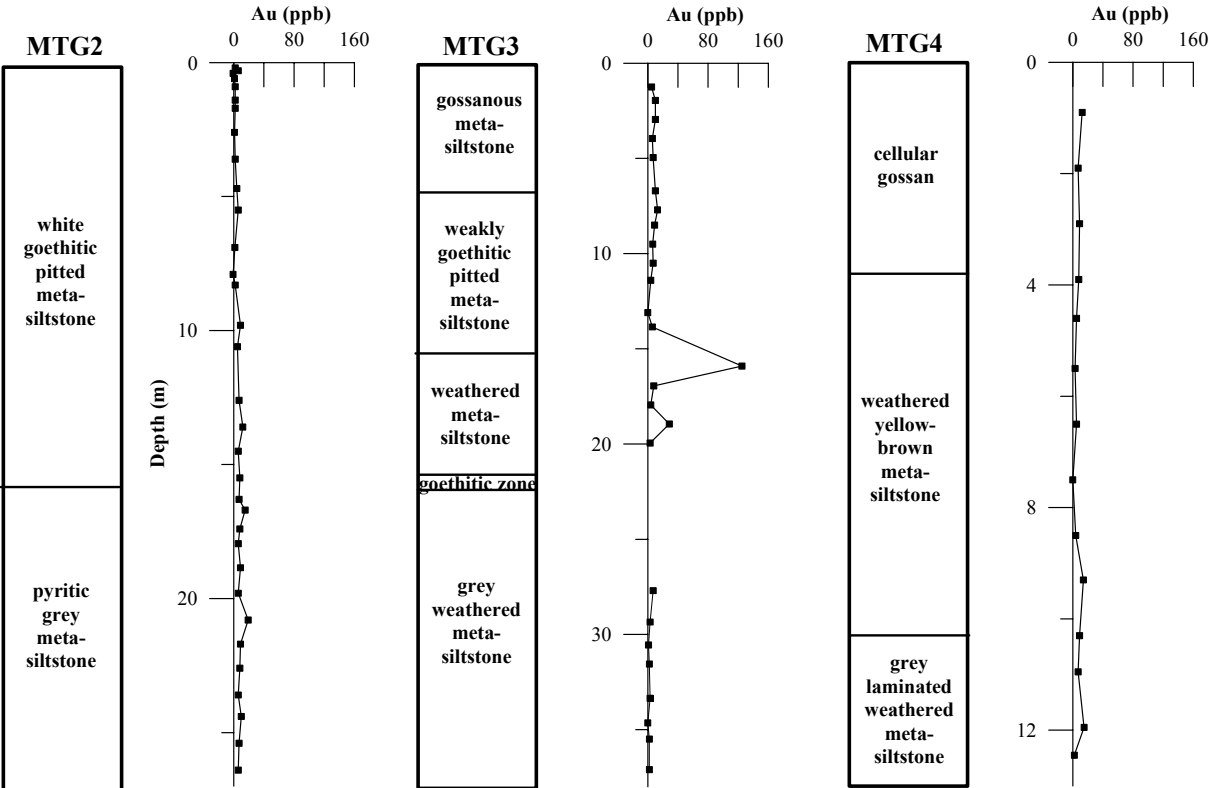 Au (ppb)
0 80 160
MTG2
white
goethitic
pitted
meta-
siltstone
pyritic
grey
meta-
siltstone
0
10
20
Depth (m)
Au (ppb)
0 80 160
MTG3
gossanous
meta-
siltstone
weakly
goethitic
pitted
meta-
siltstone
weathered
meta-
siltstone
goethitic zone
grey
weathered
meta-
siltstone
0
10
20
30
Au (ppb)
0 80 160
MTG4
cellular
gossan
weathered
yellow-
brown
meta-
siltstone
grey
laminated
weathered
meta-
siltstone
0
4
8
12